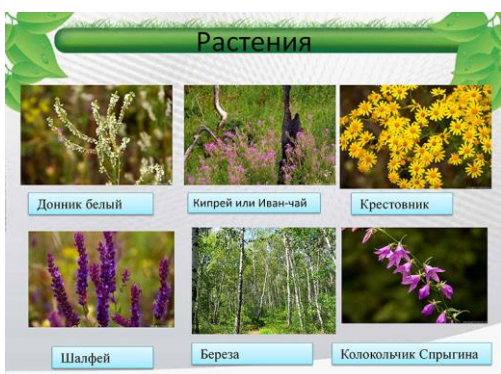 Растения
Донник белый
Кипрей или Иван-чай
Крестовник
Шалфей
Береза
Колокольчик Спрыгина